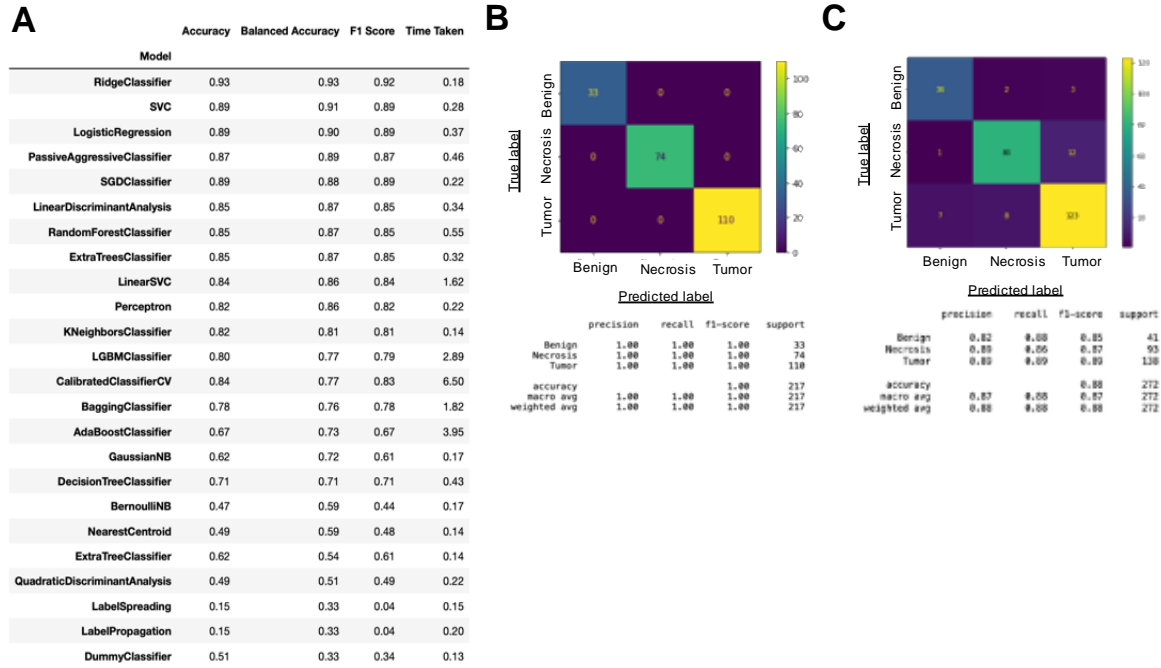 A
Accuracy Balanced Accuracy F1 Score Time Taken
Model
RidgeClassifier 0.93 0.93 0.92 0.18
SVC 0.89 0.91 0.89 0.28
LogisticRegression 0.89 0.90 0.89 0.37
PassiveAggressiveClassifier 0.87 0.89 0.87 0.46
SGDClassifier 0.89 0.88 0.89 0.22
LinearDiscriminantAnalysis 0.85 0.87 0.85 0.34
RandomForestClassifier 0.85 0.87 0.85 0.55
ExtraTreesClassifier 0.85 0.87 0.85 0.32
LinearSVC 0.84 0.86 0.84 1.62
Perceptron 0.82 0.86 0.82 0.22
KNeighborsClassifier 0.82 0.81 0.81 0.14
LGBMClassifier 0.80 0.77 0.79 2.89
CalibratedClassifierCV 0.84 0.77 0.83 6.50
BaggingClassifier 0.78 0.76 0.78 1.82
AdaBoostClassifier 0.67 0.73 0.67 3.95
GaussianNB 0.62 0.72 0.61 0.17
DecisionTreeClassifier 0.71 0.71 0.71 0.43
BernoulliNB 0.47 0.59 0.44 0.17
NearestCentroid 0.49 0.59 0.48 0.14
ExtraTreeClassifier 0.62 0.54 0.61 0.14
QuadraticDiscriminantAnalysis 0.49 0.51 0.49 0.22
LabelSpreading 0.15 0.33 0.04 0.15
LabelPropagation 0.15 0.33 0.04 0.20
DummyClassifier 0.51 0.33 0.34 0.13
B
True label
Benign 33 0 0
Necrosis 0 74 0
Tumor 0 0 110
Benign Necrosis Tumor
Predicted label
100
80
60
40
20
0
precision recall f1-score support
Benign 1.00 1.00 1.00 33
Necrosis 1.00 1.00 1.00 74
Tumor 1.00 1.00 1.00 110
accuracy 1.00 217
macro avg 1.00 1.00 1.00 217
weighted avg 1.00 1.00 1.00 217
C
True label
Benign 36 2 3
Necrosis 1 80 12
Tumor 7 8 123
Benign Necrosis Tumor
Predicted label
120
100
80
60
40
20
precision recall f1-score support
Benign 0.82 0.88 0.85 41
Necrosis 0.89 0.86 0.87 93
Tumor 0.89 0.89 0.89 138
accuracy 0.88 272
macro avg 0.87 0.88 0.87 272
weighted avg 0.88 0.88 0.88 272